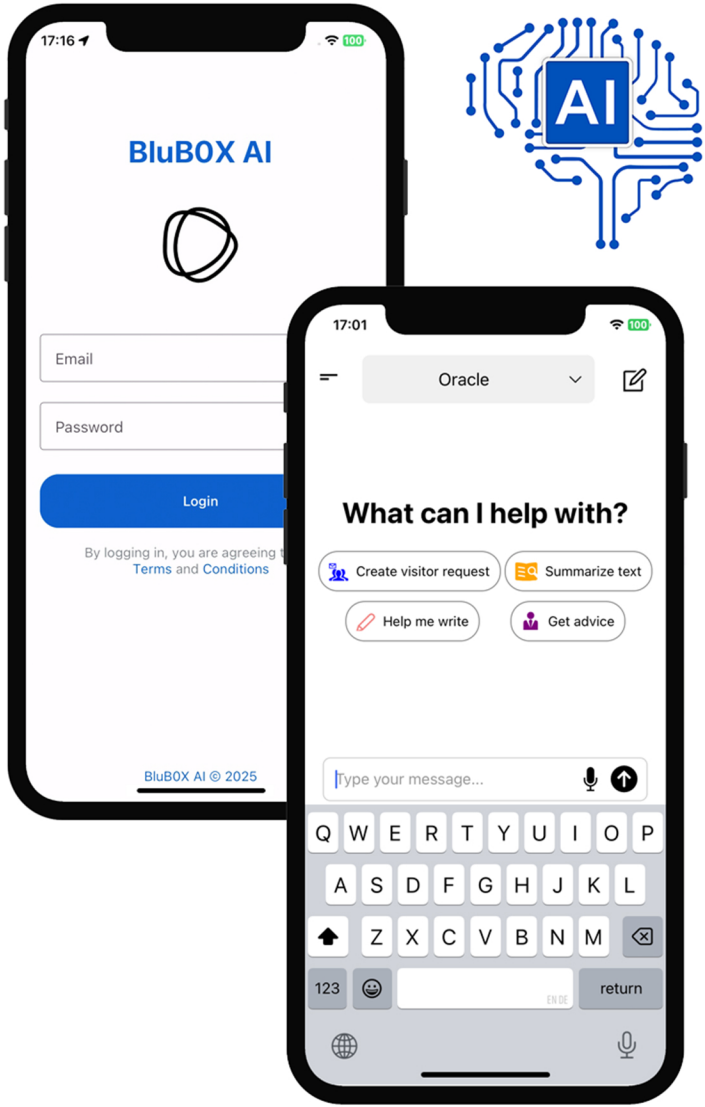 17:16
100
BluB0X AI
Email
Password
Login
By logging in, you are agreeing
Terms and Conditions
BluB0X AI © 2025
AI
17:01
100
Oracle
What can I help with?
Create visitor request
Summarize text
Help me write
Get advice
Type your message...
Q W E R T Y U I O P
A S D F G H J K L
Z X C V B N M
123
EN DE
return